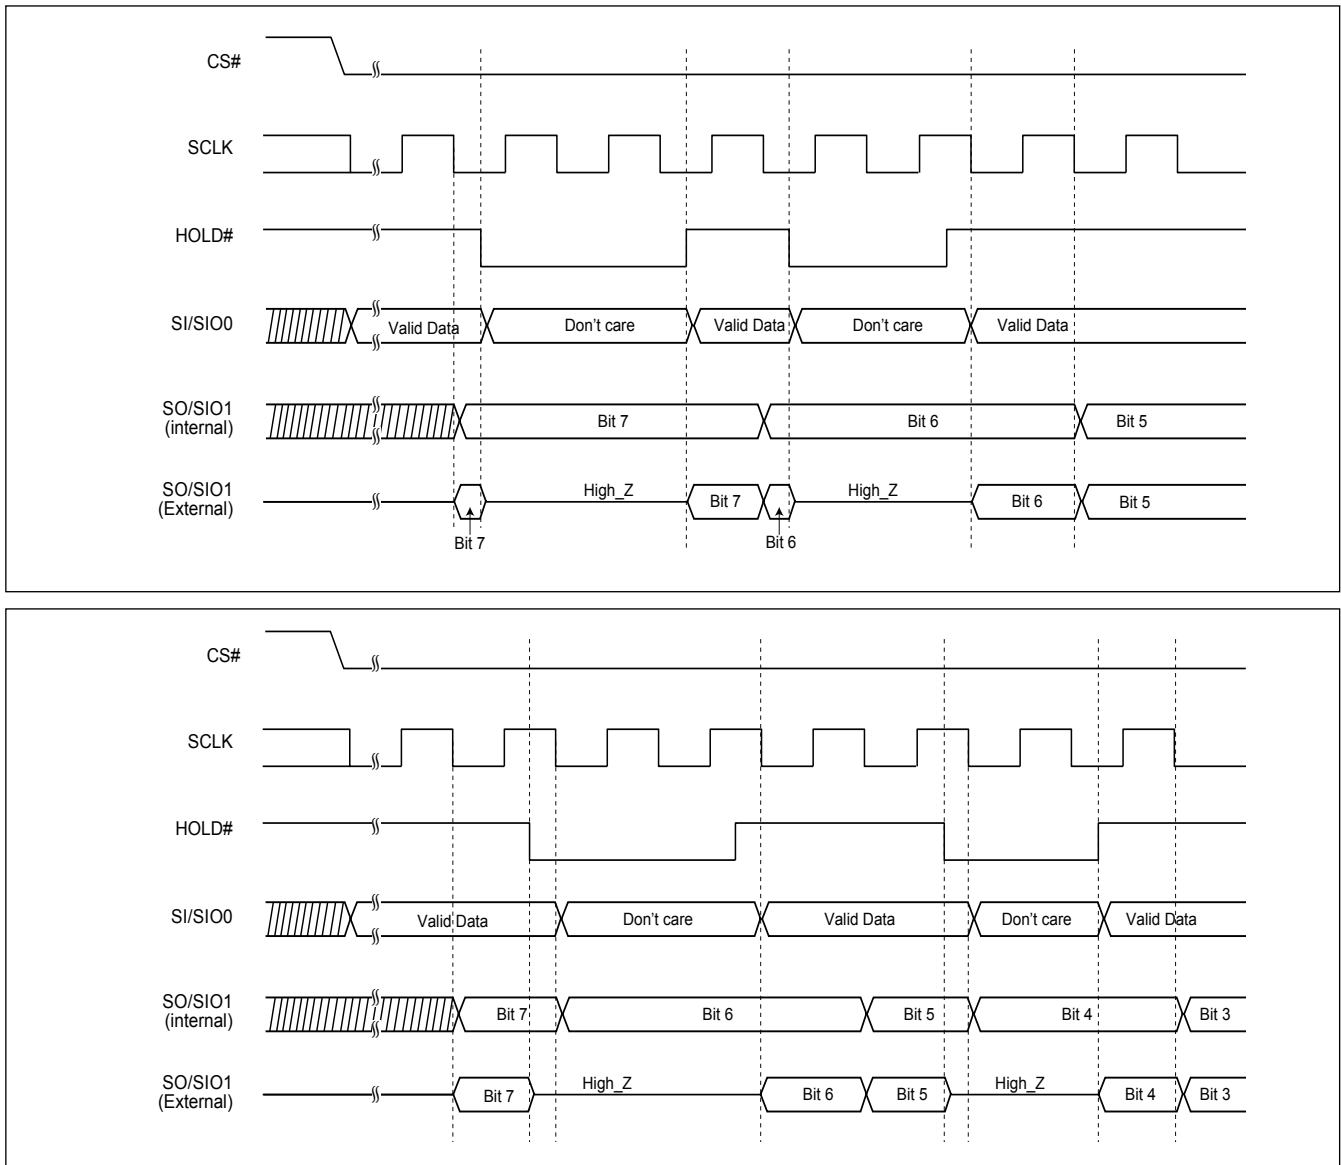 CS#
SCLK
HOLD#
SI/SIO0
Valid Data
Don't care
Valid Data
Don't care
Valid Data
SO/SIO1
(internal)
Bit 7
Bit 6
Bit 5
SO/SIO1
(External)
High_Z
Bit 7
High_Z
Bit 6
Bit 5
Bit 7
Bit 6
CS#
SCLK
HOLD#
SI/SIO0
Valid Data
Don't care
Valid Data
Don't care
Valid Data
SO/SIO1
(internal)
Bit 7
Bit 6
Bit 5
Bit 4
Bit 3
SO/SIO1
(External)
Bit 7
High_Z
Bit 6
Bit 5
High_Z
Bit 4
Bit 3